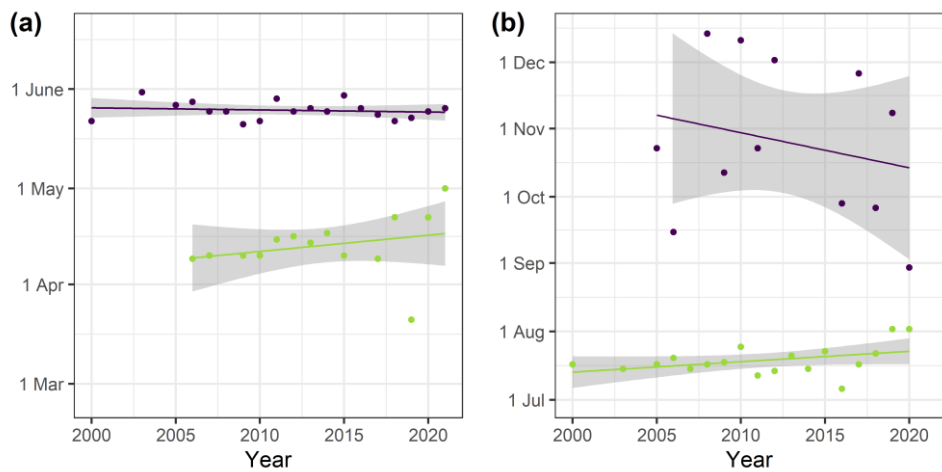 (a)
1 June
1 May
1 Apr
1 Mar
2000 2005 2010 2015 2020
Year
(b)
1 Dec
1 Nov
1 Oct
1 Sep
1 Aug
1 Jul
2000 2005 2010 2015 2020
Year